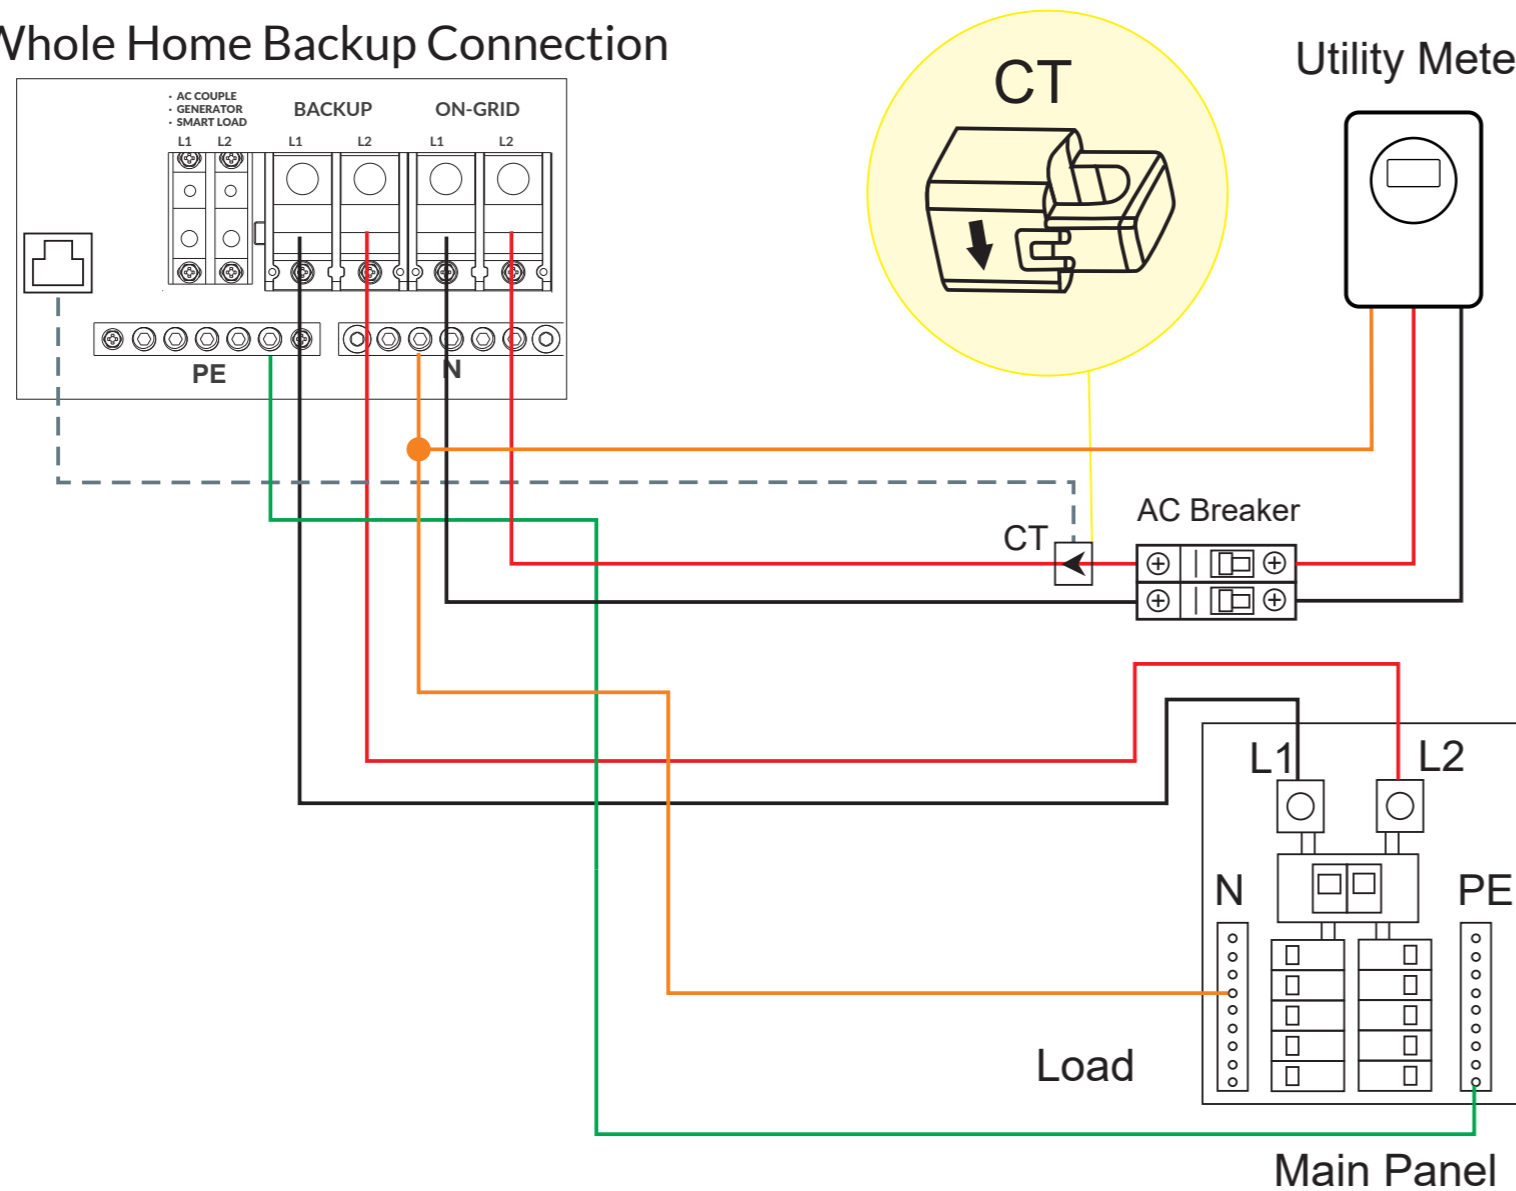 Whole Home Backup Connection
CT
Utility Mete
· AC COUPLE
· GENERATOR
· SMART LOAD
BACKUP
ON-GRID
L1 L2 L1 L2 L1 L2
PE
N
AC Breaker
CT
L1
L2
N
PE
Load
Main Panel